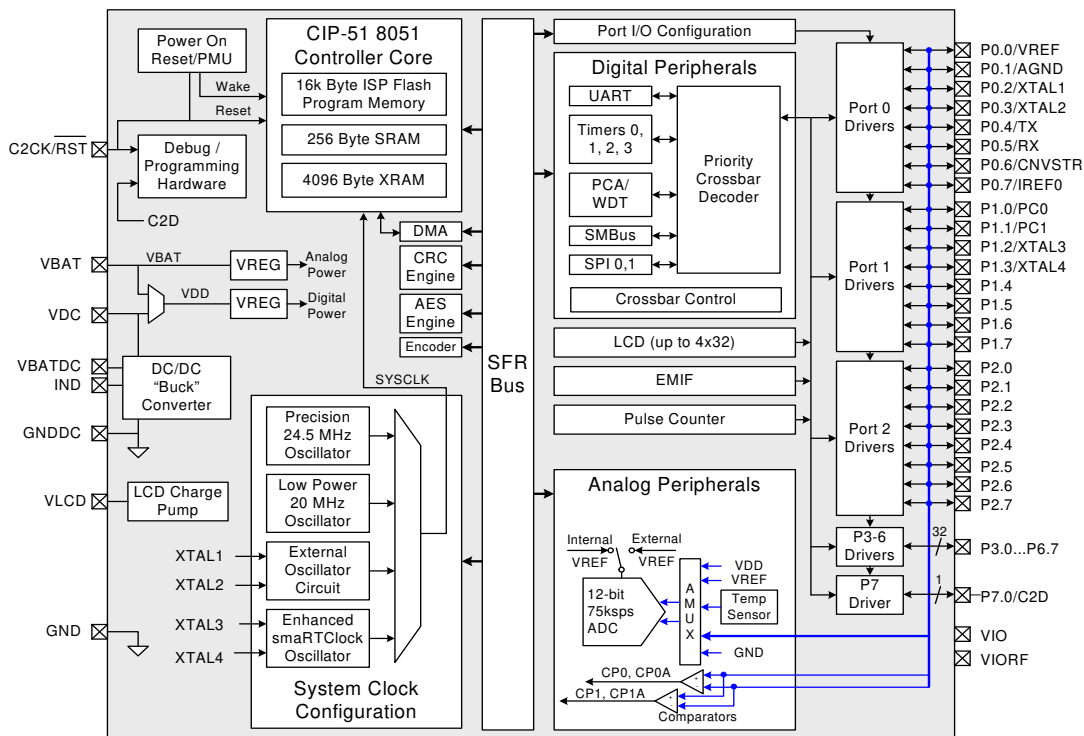 Power On
Reset/PMU
Wake
Reset
C2CK/RST
Debug /
Programming
Hardware
C2D
VBAT
VBAT
VREG
Analog
Power
VDD
VREG
Digital
Power
VDC
VBATDC
IND
DC/DC
“Buck”
Converter
GNDDC
VLCD
LCD Charge
Pump
XTAL1
XTAL2
XTAL3
XTAL4
GND
CIP-51 8051
Controller Core
16k Byte ISP Flash
Program Memory
256 Byte SRAM
4096 Byte XRAM
DMA
CRC
Engine
AES
Engine
Encoder
SYSCLK
Precision
24.5 MHz
Oscillator
Low Power
20 MHz
Oscillator
External
Oscillator
Circuit
Enhanced
smaRTClock
Oscillator
System Clock
Configuration
SFR
Bus
Port I/O Configuration
Digital Peripherals
UART
Timers 0,
1, 2, 3
PCA/
WDT
SMBus
SPI 0,1
Priority
Crossbar
Decoder
Crossbar Control
LCD (up to 4x32)
EMIF
Pulse Counter
Analog Peripherals
Internal
VREF
External
VREF
12-bit
75ksps
ADC
A
M
U
X
VDD
VREF
Temp
Sensor
GND
CP0, CP0A
+
-
CP1, CP1A
+
-
Comparators
Port 0
Drivers
Port 1
Drivers
Port 2
Drivers
P3-6
Drivers
32
P7
Driver
1
P0.0/VREF
P0.1/AGND
P0.2/XTAL1
P0.3/XTAL2
P0.4/TX
P0.5/RX
P0.6/CNVSTR
P0.7/IREF0
P1.0/PC0
P1.1/PC1
P1.2/XTAL3
P1.3/XTAL4
P1.4
P1.5
P1.6
P1.7
P2.0
P2.1
P2.2
P2.3
P2.4
P2.5
P2.6
P2.7
P3.0...P6.7
P7.0/C2D
VIO
VIORF